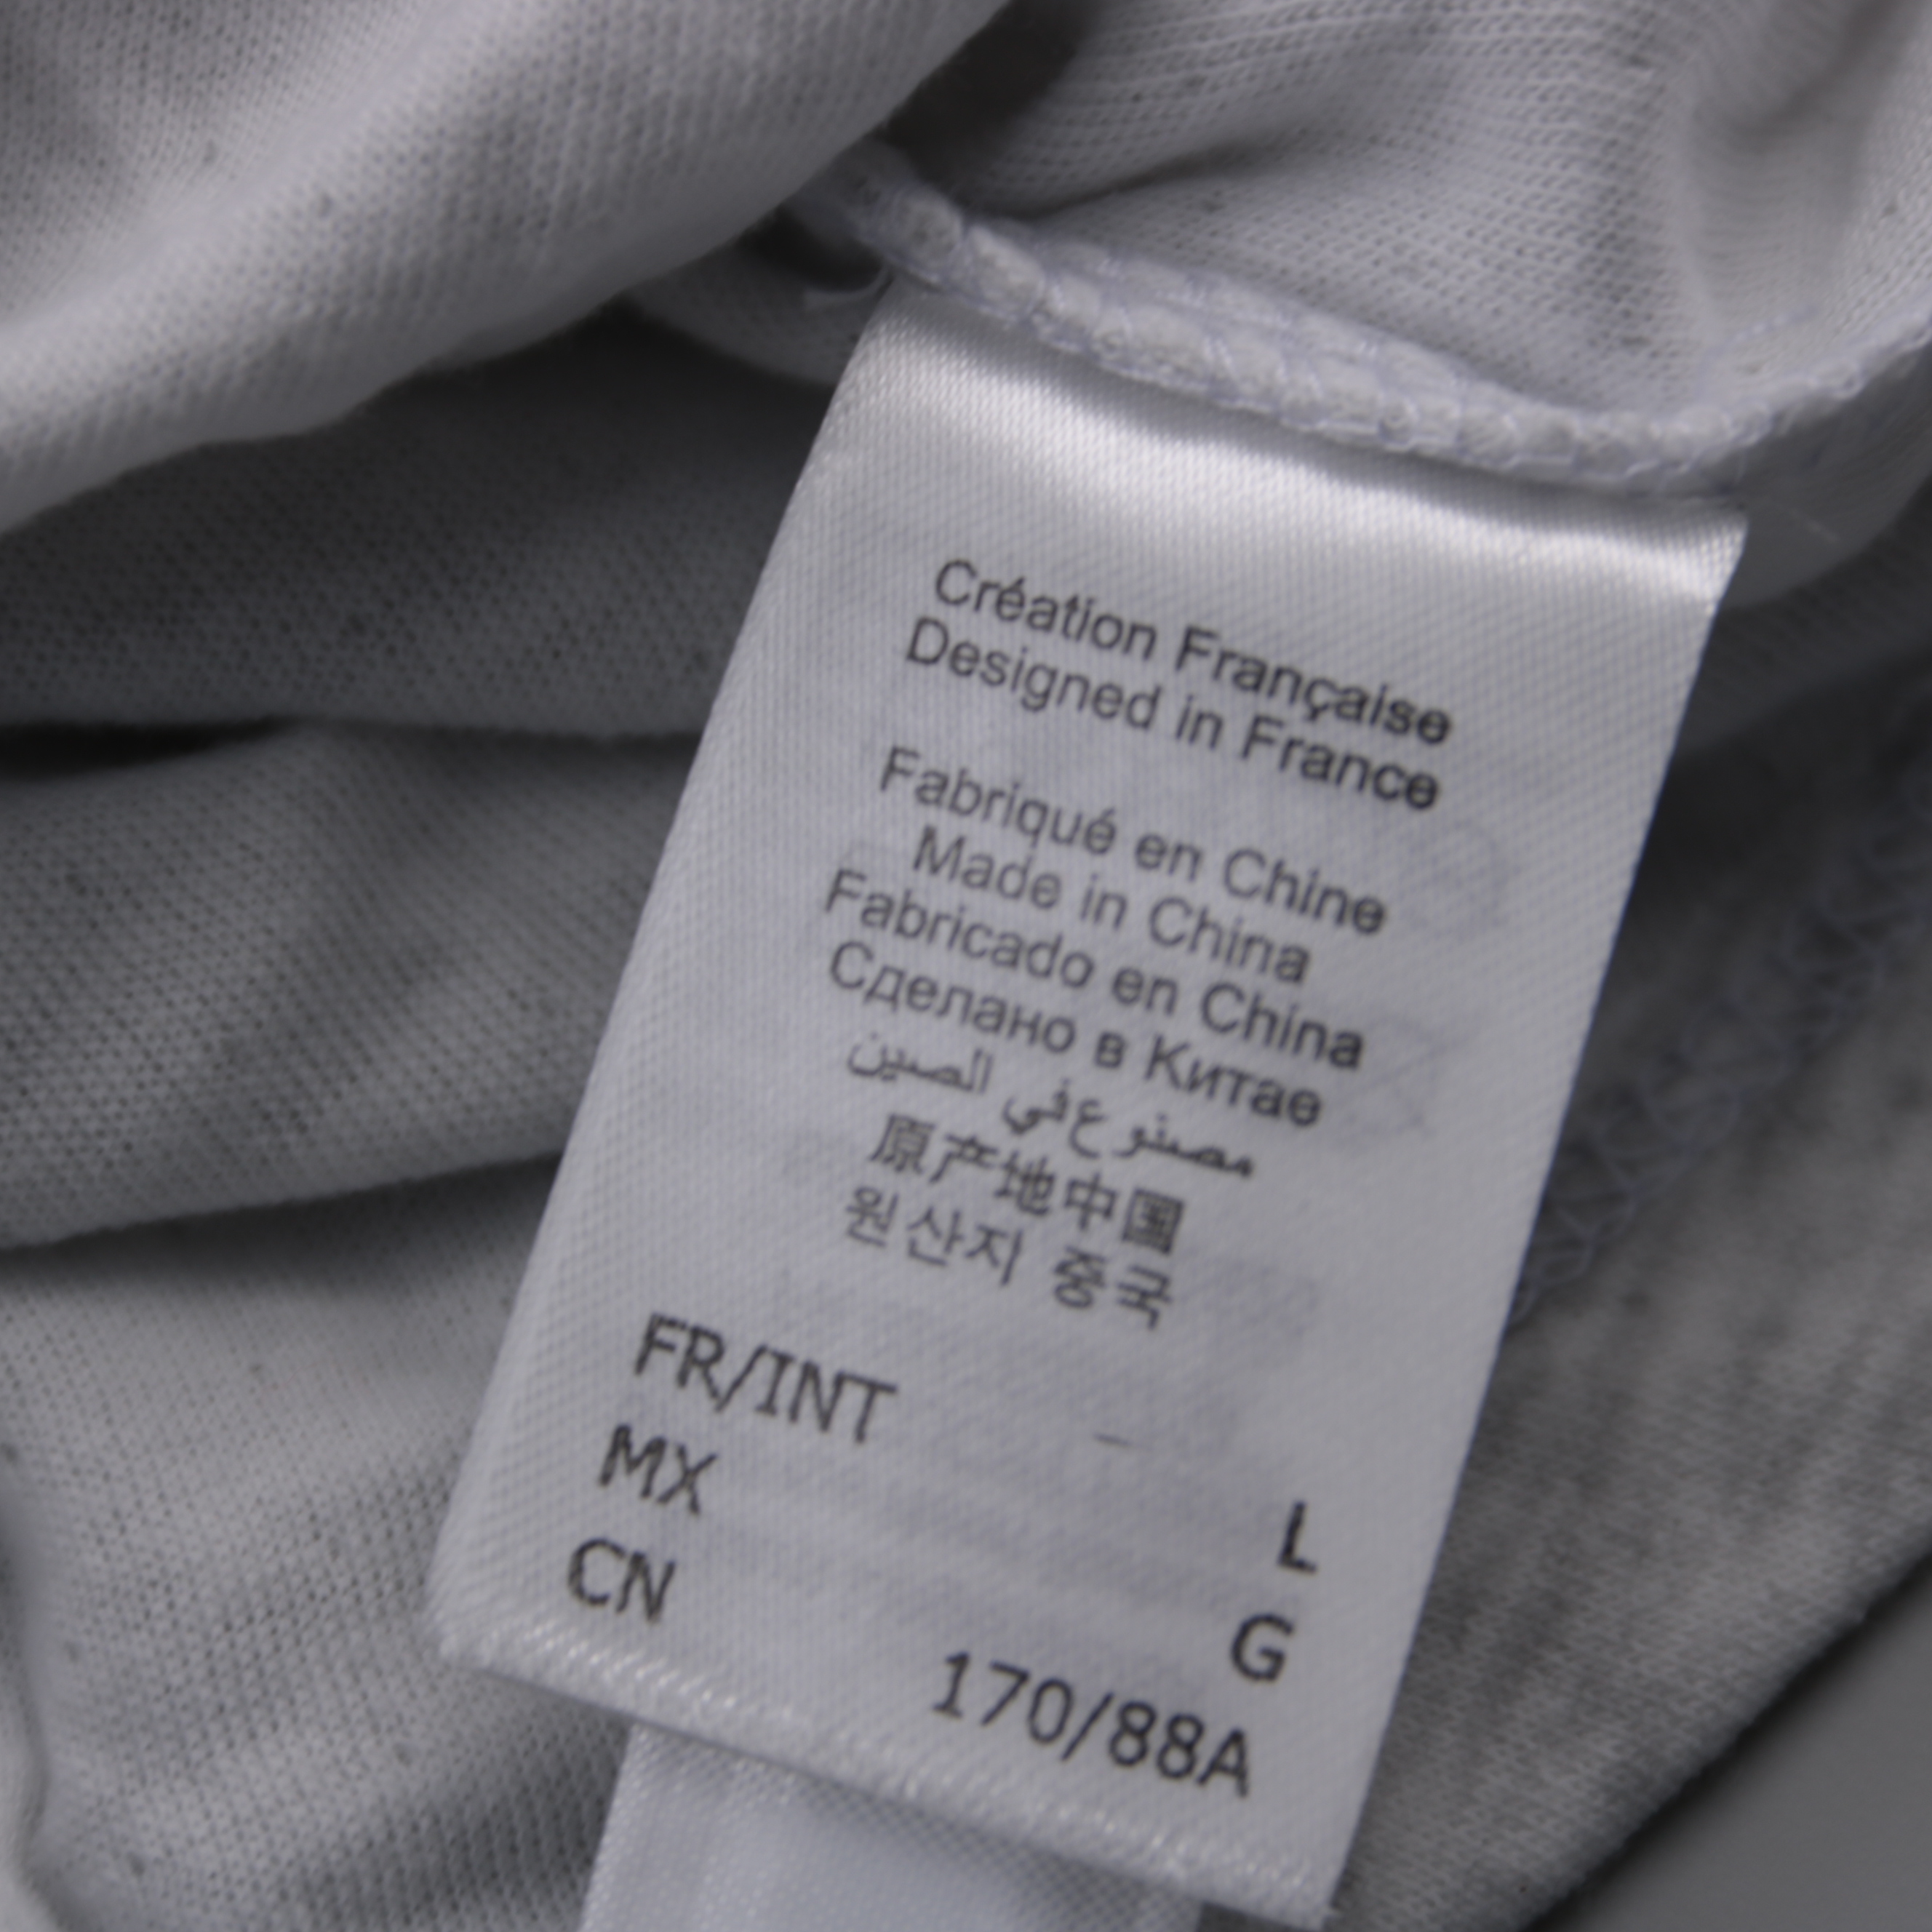 Création Française
Designed in France
Fabriqué en Chine
Made in China
Fabricado en China
Сделано в Китае
مصنوع في الصين
原产地中国
원산지 중국
FR/INT L
MX G
CN 170/88A